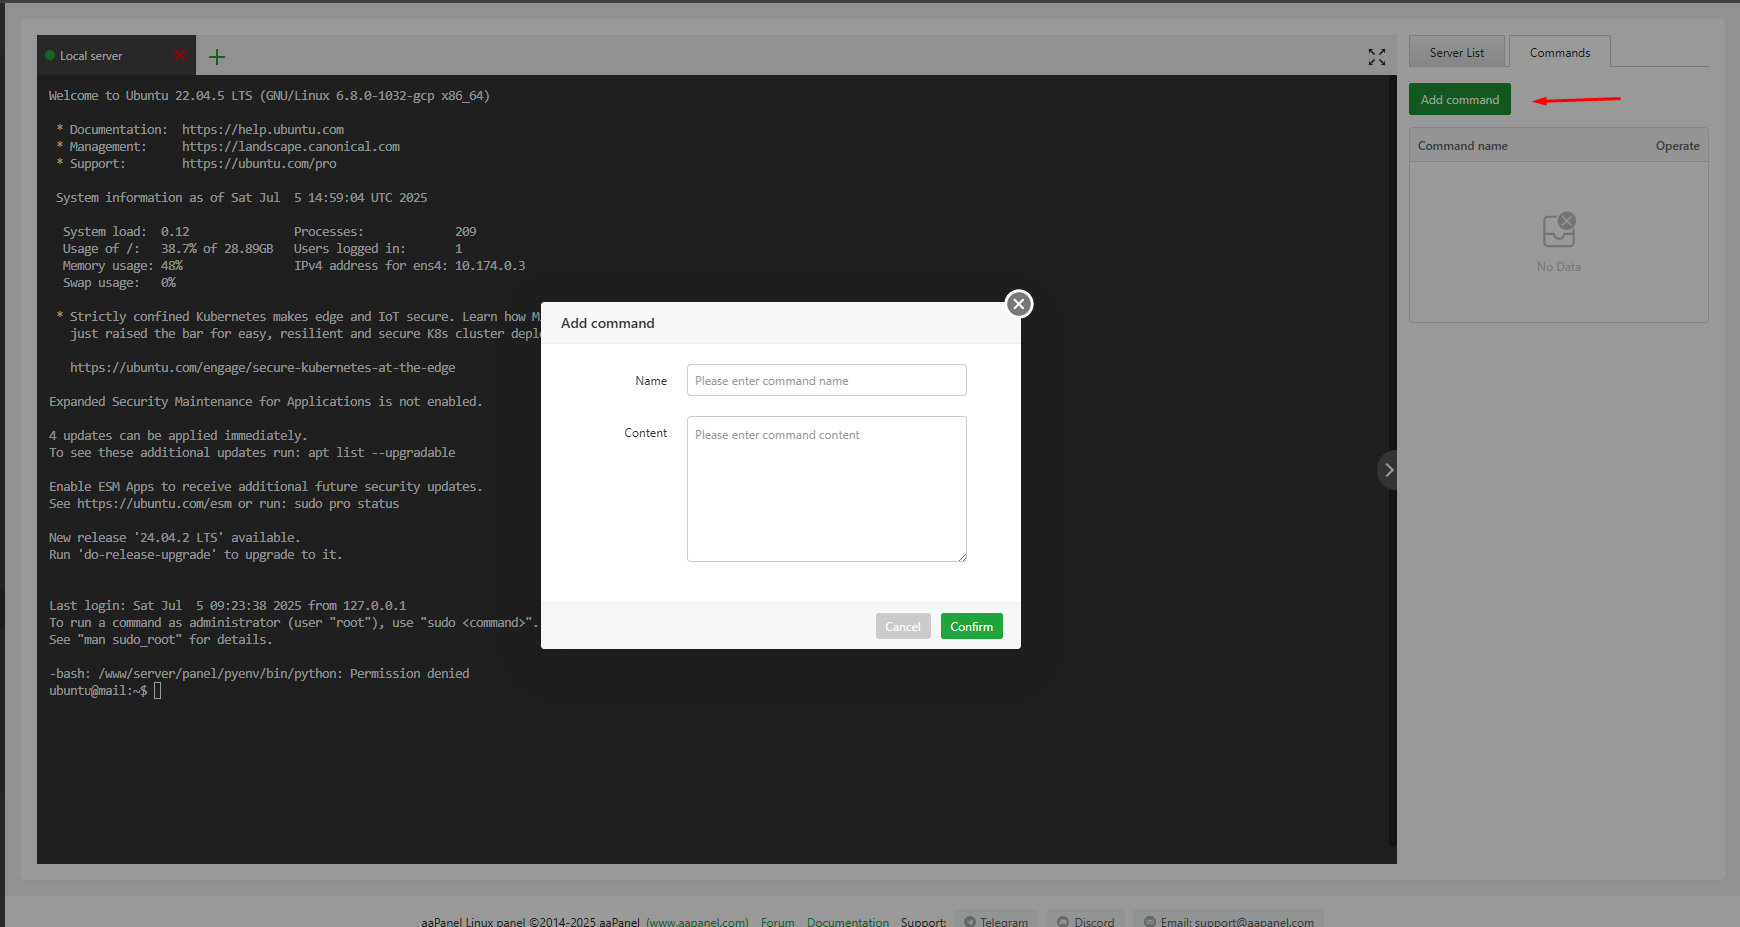 Local server
Server List
Commands
Add command
Command name
Operate
No Data
Welcome to Ubuntu 22.04.5 LTS (GNU/Linux 6.8.0-1032-gcp x86_64)
* Documentation:  https://help.ubuntu.com
* Management:     https://landscape.canonical.com
* Support:        https://ubuntu.com/pro
System information as of Sat Jul  5 14:59:04 UTC 2025
System load:  0.12               Processes:             209
Usage of /:   38.7% of 28.89GB   Users logged in:       1
Memory usage: 48%                IPv4 address for ens4: 10.174.0.3
Swap usage:   0%
* Strictly confined Kubernetes makes edge and IoT secure. Learn how
just raised the bar for easy, resilient and secure K8s cluster
https://ubuntu.com/engage/secure-kubernetes-at-the-edge
Expanded Security Maintenance for Applications is not enabled.
4 updates can be applied immediately.
To see these additional updates run: apt list --upgradable
Enable ESM Apps to receive additional future security updates.
See https://ubuntu.com/esm or run: sudo pro status
New release '24.04.2 LTS' available.
Run 'do-release-upgrade' to upgrade to it.
Last login: Sat Jul  5 09:23:38 2025 from 127.0.0.1
To run a command as administrator (user "root"), use "sudo <command>".
See "man sudo_root" for details.
-bash: /www/server/panel/pyenv/bin/python: Permission denied
ubuntu@mail:~$
Add command
Name
Please enter command name
Content
Please enter command content
Cancel
Confirm
aaPanel Linux panel ©2014-2025 aaPanel (www.aapanel.com) Forum Documentation Support: Telegram Discord Email: support@aapanel.com